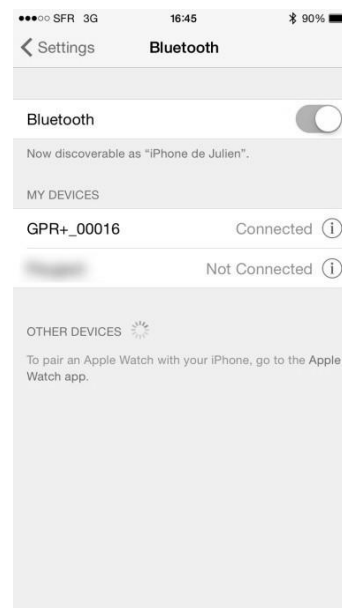 SFR 3G 16:45 90%
Settings Bluetooth
Bluetooth
Now discoverable as “iPhone de Julien”.
MY DEVICES
GPR+_00016 Connected
Not Connected
OTHER DEVICES
To pair an Apple Watch with your iPhone, go to the Apple
Watch app.